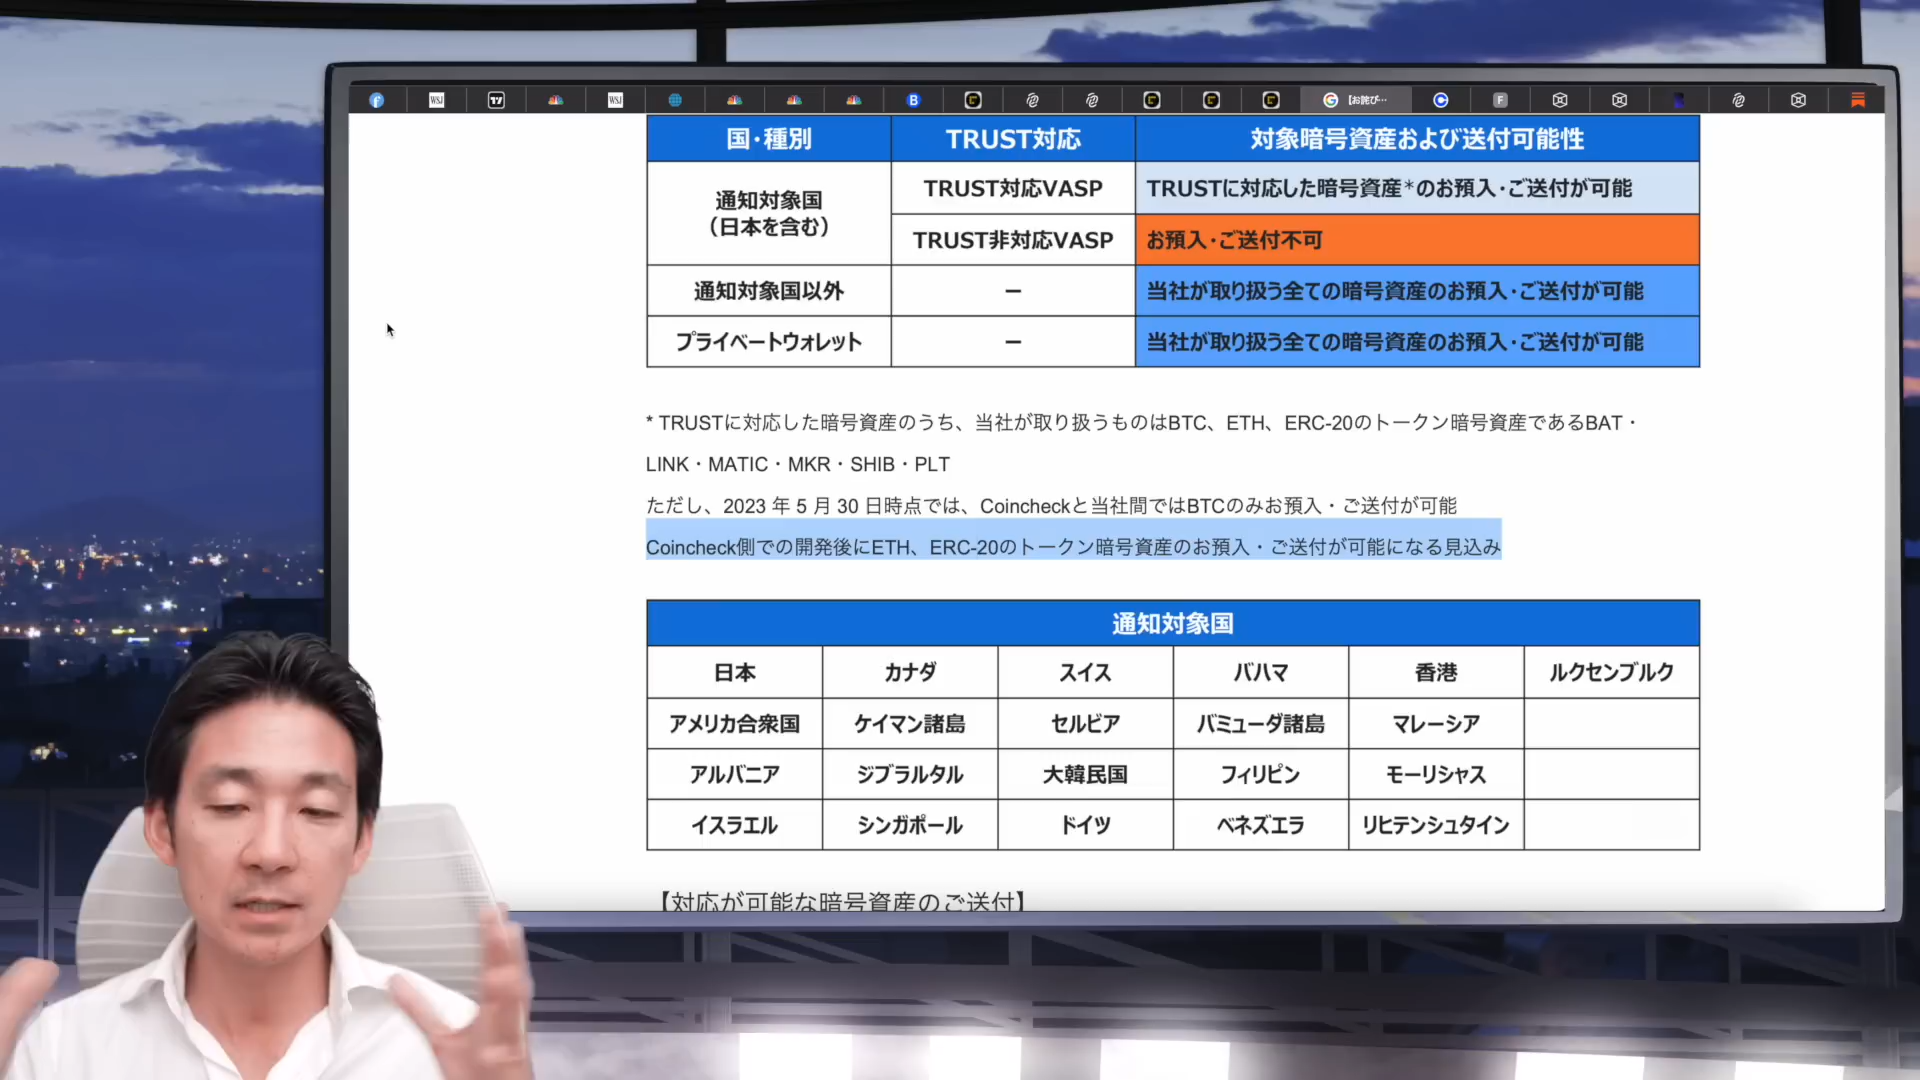 WSJ
17
WSJ
B
【お詫び…
F
国・種別 TRUST対応 対象暗号資産および送付可能性
通知対象国
(日本を含む)
TRUST対応VASP TRUSTに対応した暗号資産*のお預入・ご送付が可能
TRUST非対応VASP お預入・ご送付不可
通知対象国以外 ー 当社が取り扱う全ての暗号資産のお預入・ご送付が可能
プライベートウォレット ー 当社が取り扱う全ての暗号資産のお預入・ご送付が可能
* TRUSTに対応した暗号資産のうち、当社が取り扱うものはBTC、ETH、ERC-20のトークン暗号資産であるBAT・
LINK・MATIC・MKR・SHIB・PLT
ただし、2023 年 5 月 30 日時点では、Coincheckと当社間ではBTCのみお預入・ご送付が可能
Coincheck側での開発後にETH、ERC-20のトークン暗号資産のお預入・ご送付が可能になる見込み
通知対象国
日本 カナダ スイス バハマ 香港 ルクセンブルク
アメリカ合衆国 ケイマン諸島 セルビア バミューダ諸島 マレーシア
アルバニア ジブラルタル 大韓民国 フィリピン モーリシャス
イスラエル シンガポール ドイツ ベネズエラ リヒテンシュタイン
【対応が可能な暗号資産のご送付】